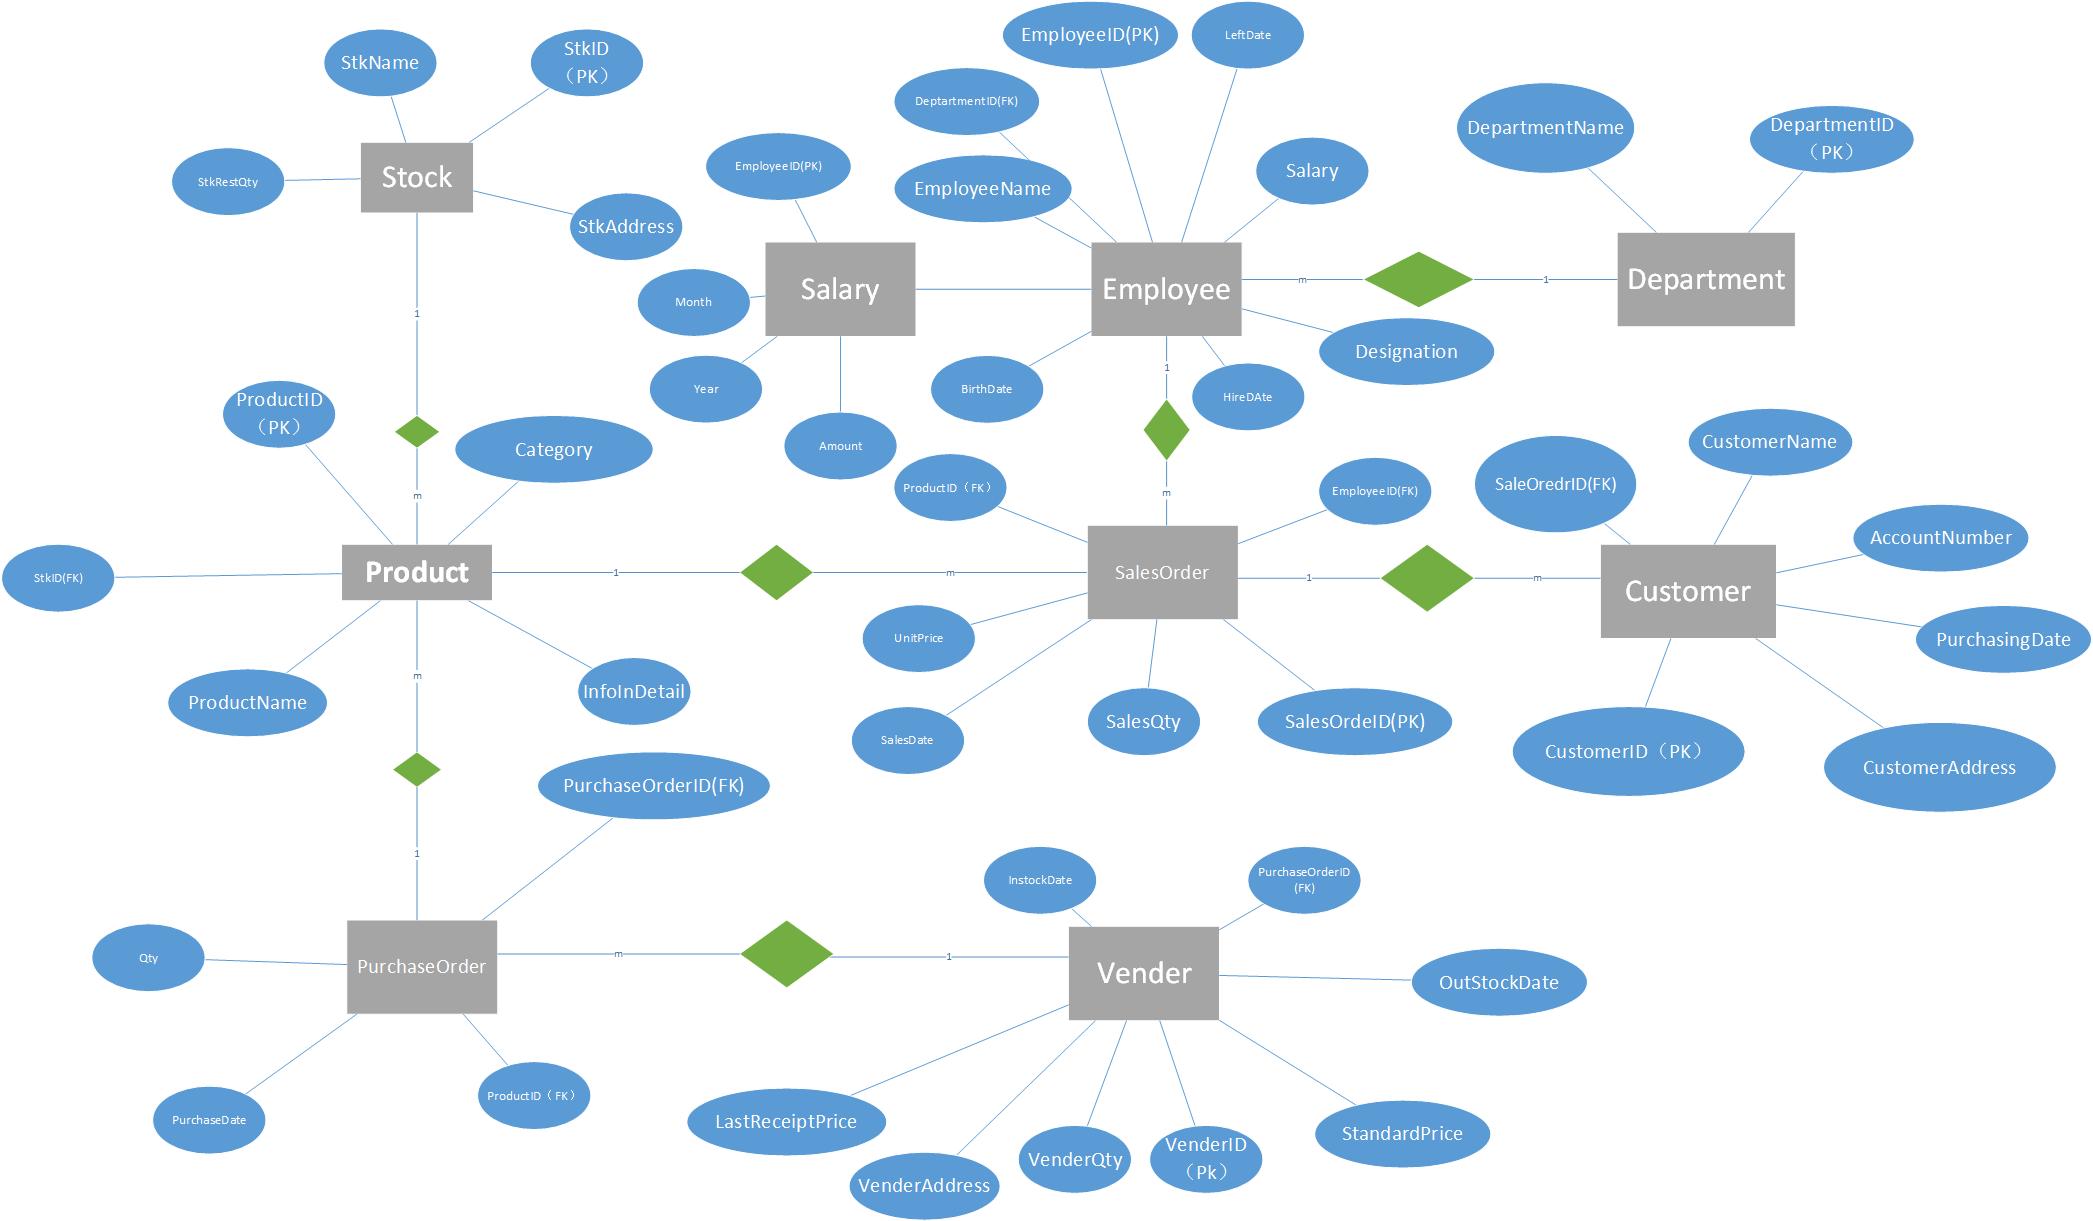 EmployeeID(PK)
LeftDate
StkName
StkID
（PK）
DeptartmentID(FK)
DepartmentName
DepartmentID
（PK）
EmployeeID(PK)
Salary
Stock
StkRestQty
EmployeeName
StkAddress
Salary
Employee
m
1
Department
Month
1
Designation
1
Year
BirthDate
HireDAte
ProductID
（PK）
Category
Amount
CustomerName
m
ProductID（FK）
m
EmployeeID(FK)
SaleOredrID(FK)
AccountNumber
StkID(FK)
Product
1
m
SalesOrder
1
m
Customer
UnitPrice
PurchasingDate
m
ProductName
InfoInDetail
SalesDate
SalesQty
SalesOrdeID(PK)
CustomerID（PK）
CustomerAddress
PurchaseOrderID(FK)
1
InstockDate
PurchaseOrderID
(FK)
Qty
PurchaseOrder
m
1
Vender
OutStockDate
PurchaseDate
ProductID（FK）
LastReceiptPrice
VenderAddress
VenderQty
VenderID
（Pk）
StandardPrice